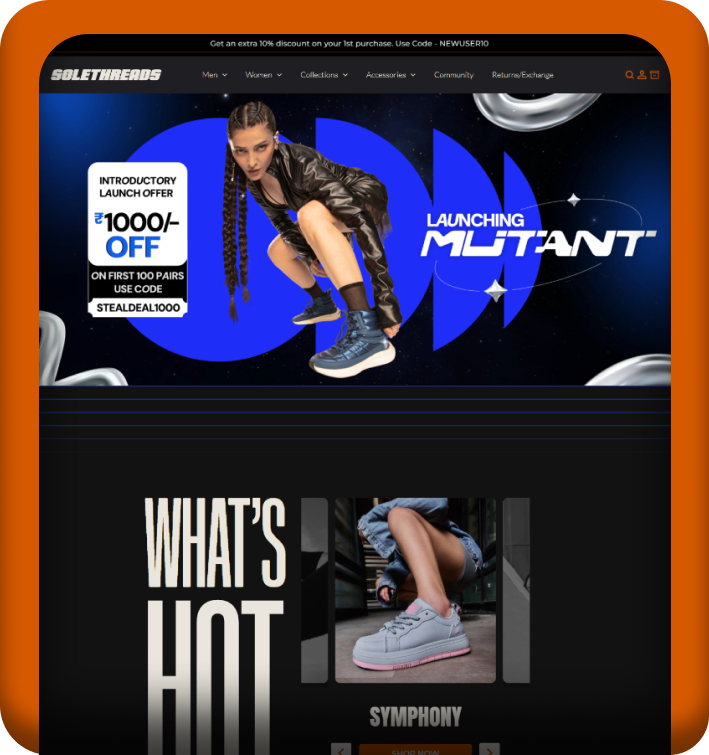 Get an extra 10% discount on your 1st purchase. Use Code - NEWUSER10
SOLETHREADS
Men Women Collections Accessories Community Returns/Exchange
INTRODUCTORY
LAUNCH OFFER
₹1000/-
OFF
ON FIRST 100 PAIRS
USE CODE
STEALDEAL1000
LAUNCHING
MUTANT
WHAT'S
HOT
SYMPHONY
SHOP NOW